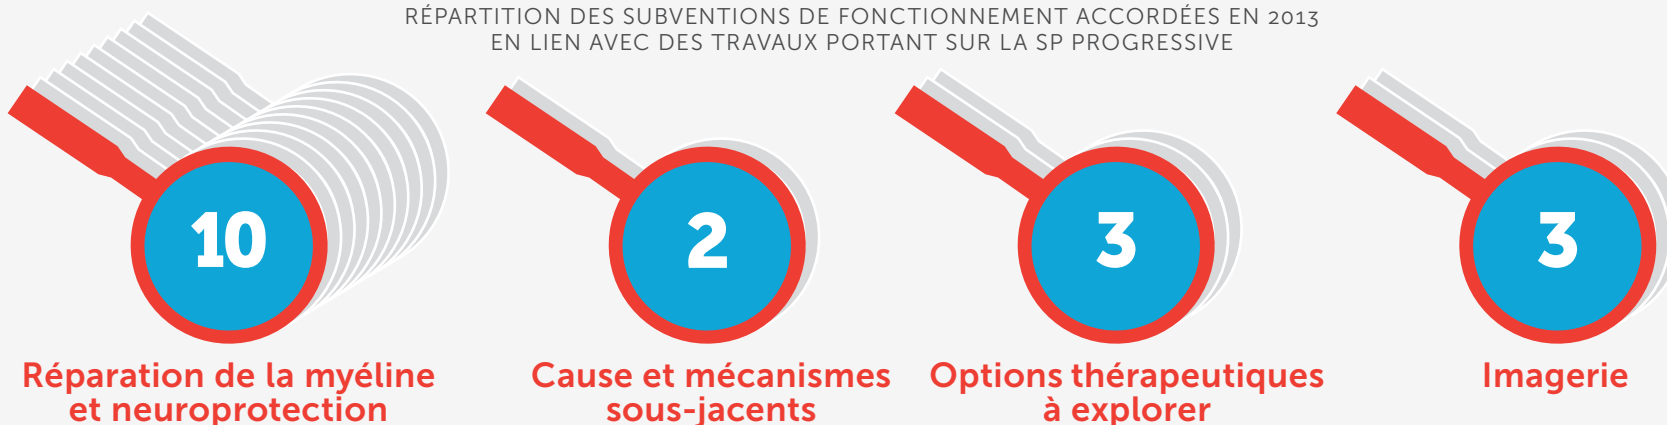 RÉPARTITION DES SUBVENTIONS DE FONCTIONNEMENT ACCORDÉES EN 2013
EN LIEN AVEC DES TRAVAUX PORTANT SUR LA SP PROGRESSIVE
10
Réparation de la myéline
et neuroprotection
2
Cause et mécanismes
sous-jacents
3
Options thérapeutiques
à explorer
3
Imagerie